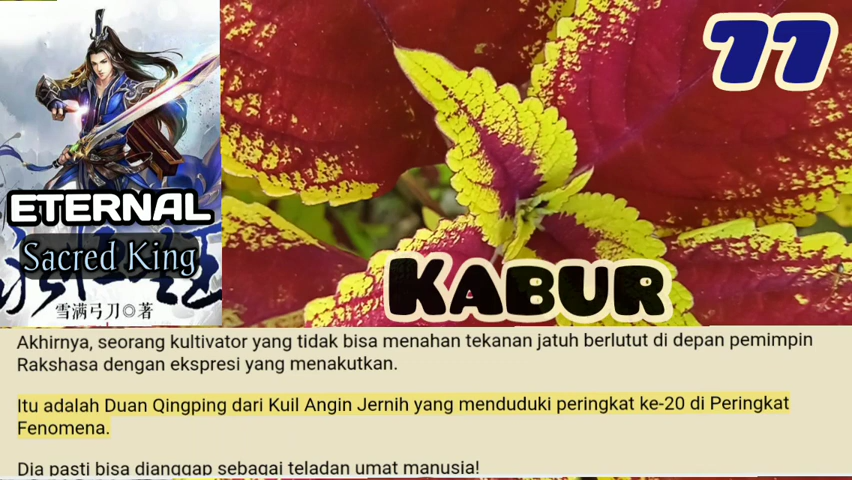 77
ETERNAL
Sacred King
雪满弓刀◎著
KABUR
Akhirnya, seorang kultivator yang tidak bisa menahan tekanan jatuh berlutut di depan pemimpin
Rakshasa dengan ekspresi yang menakutkan.
Itu adalah Duan Qingping dari Kuil Angin Jernih yang menduduki peringkat ke-20 di Peringkat
Fenomena.
Dia pasti bisa dianggap sebagai teladan umat manusia!